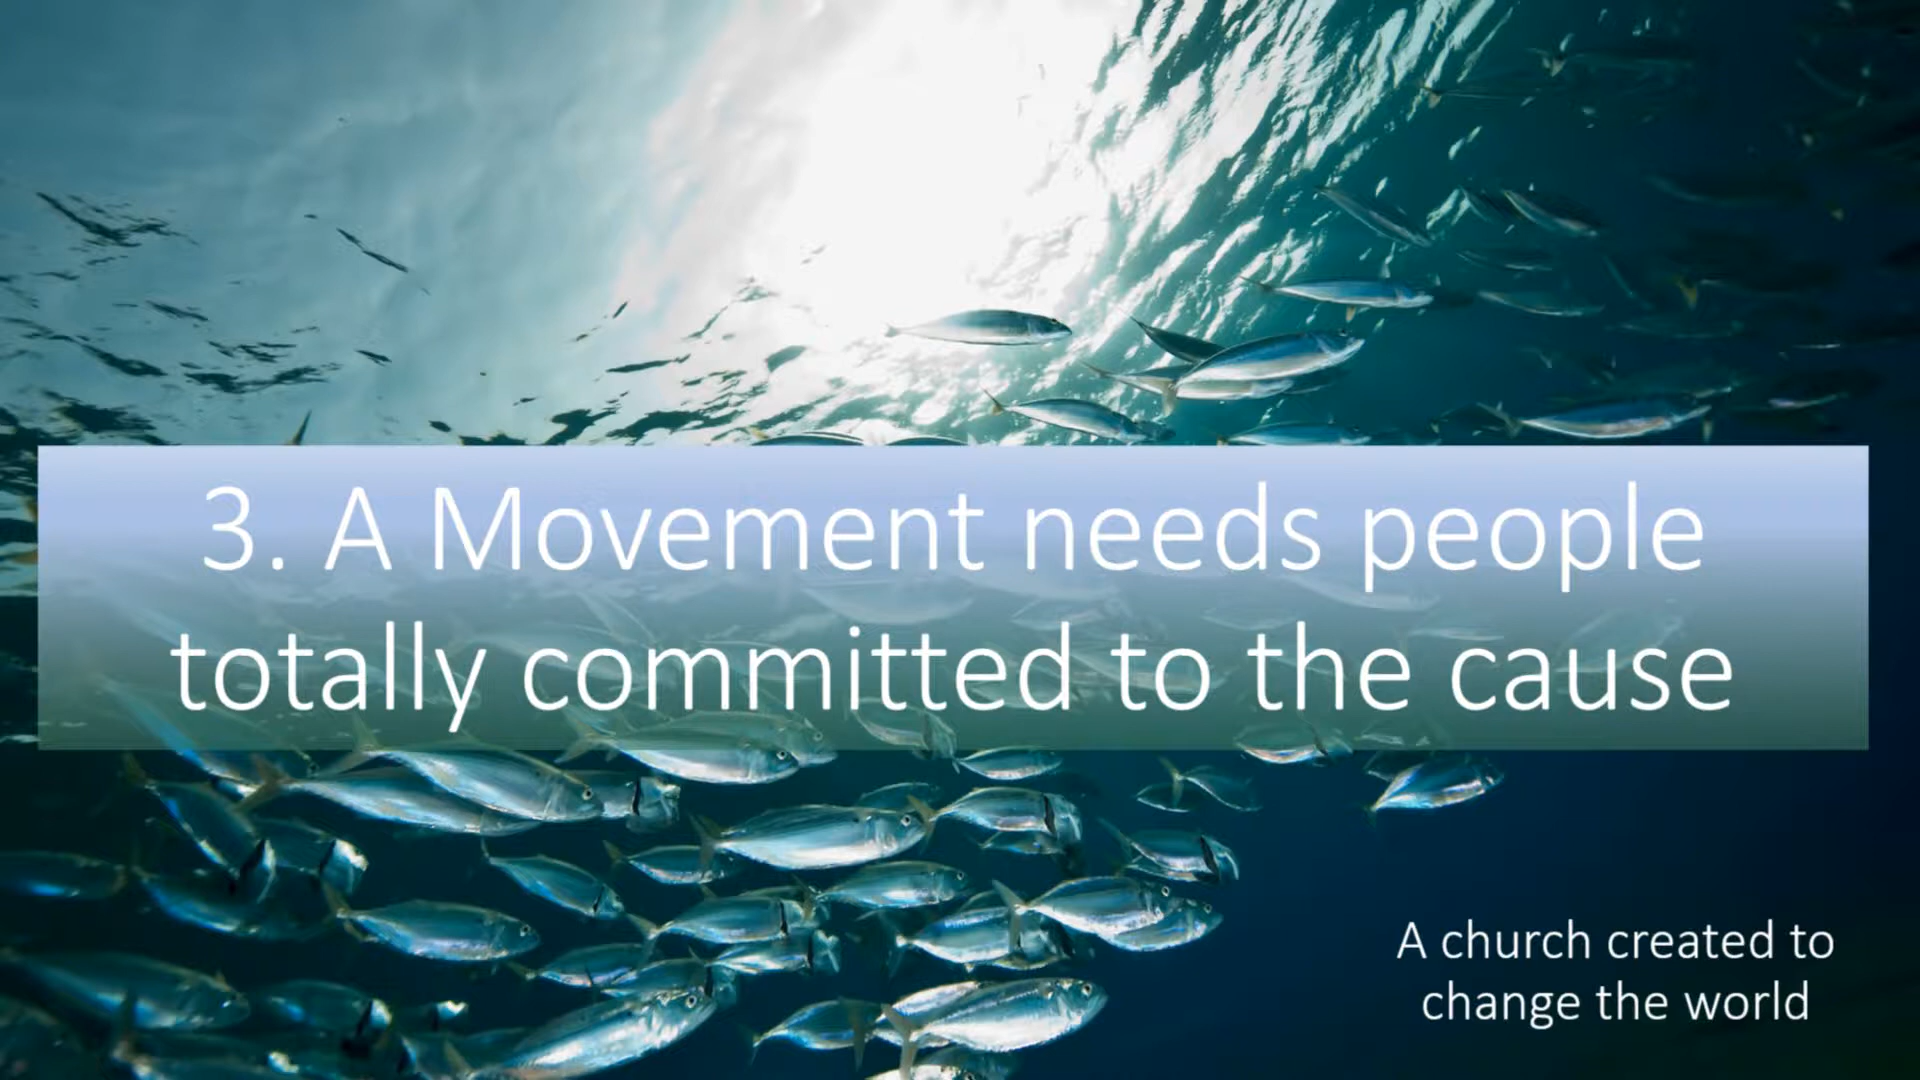 3. A Movement needs people
totally committed to the cause
A church created to
change the world